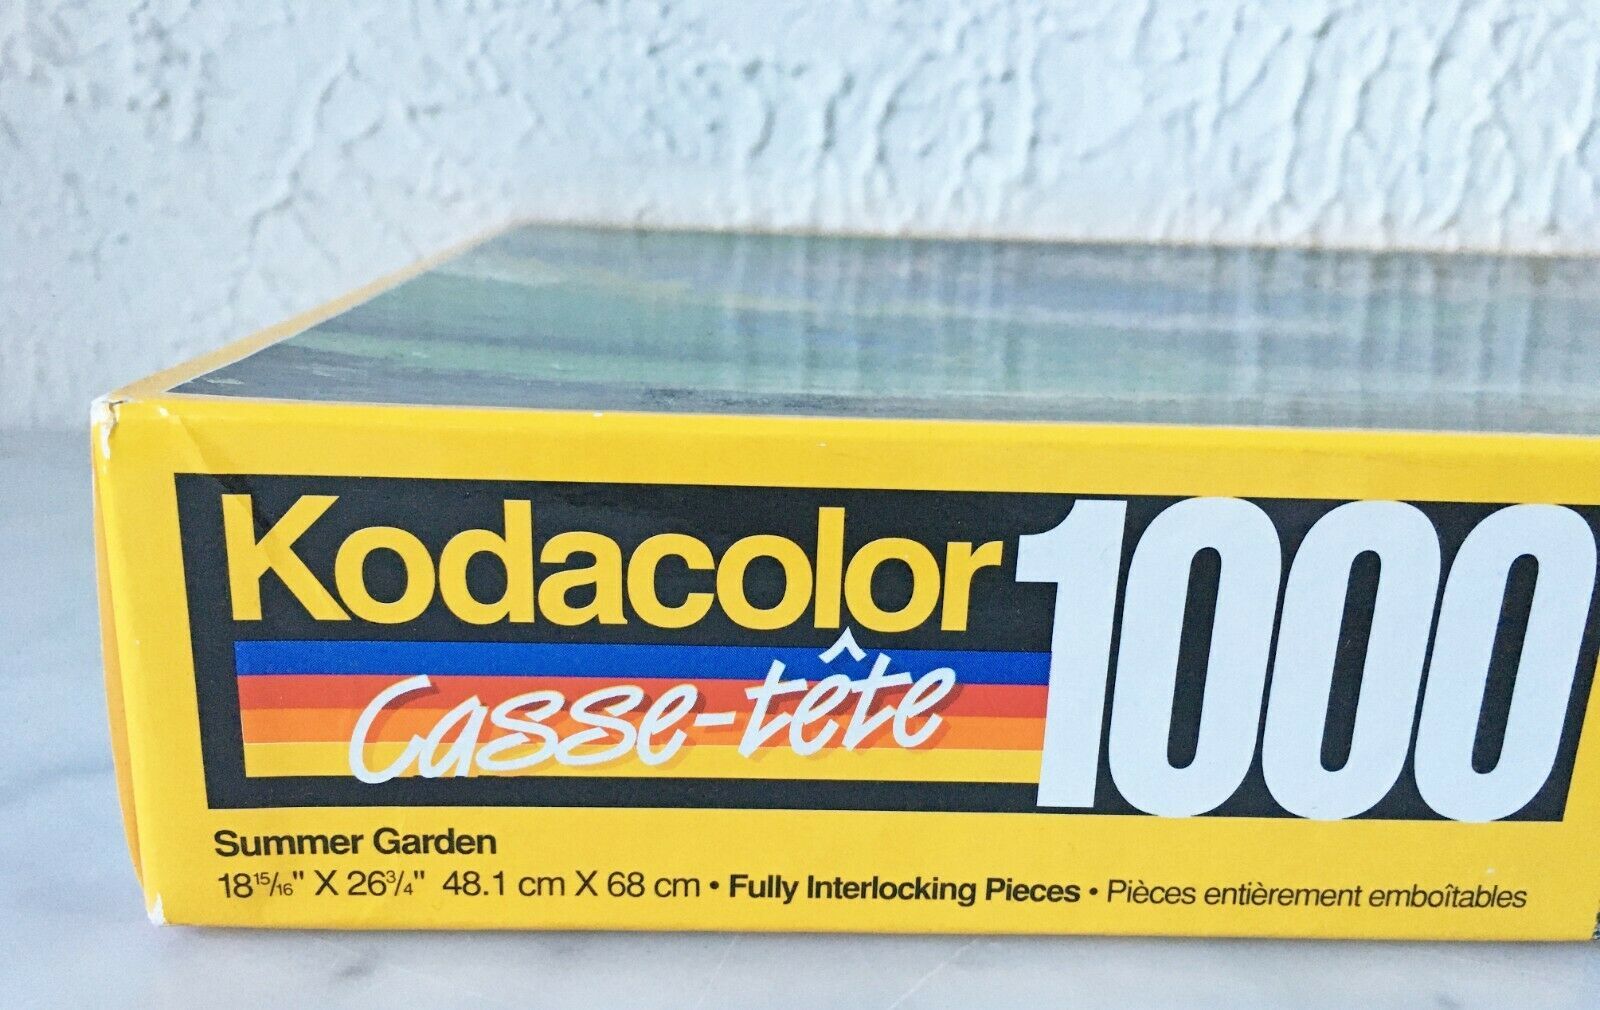 Kodacolor 1000
Casse-tête
Summer Garden
18 15/16" X 26 3/4" 48.1 cm X 68 cm • Fully Interlocking Pieces • Pièces entièrement emboîtables